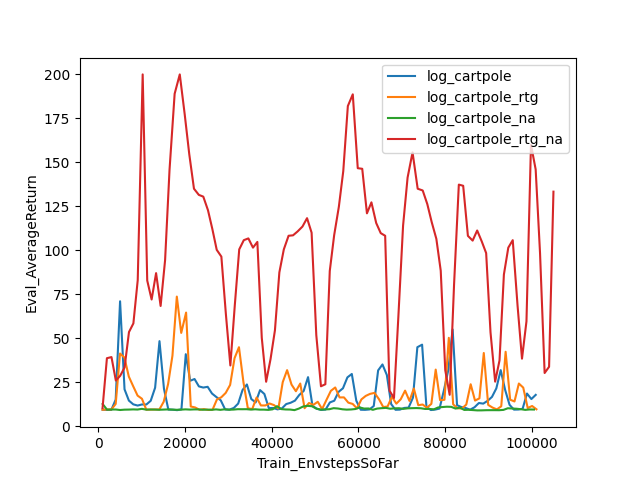 200
175
150
125
100
75
50
25
0
Eval_AverageReturn
log_cartpole
log_cartpole_rtg
log_cartpole_na
log_cartpole_rtg_na
0 20000 40000 60000 80000 100000
Train_EnvstepsSoFar